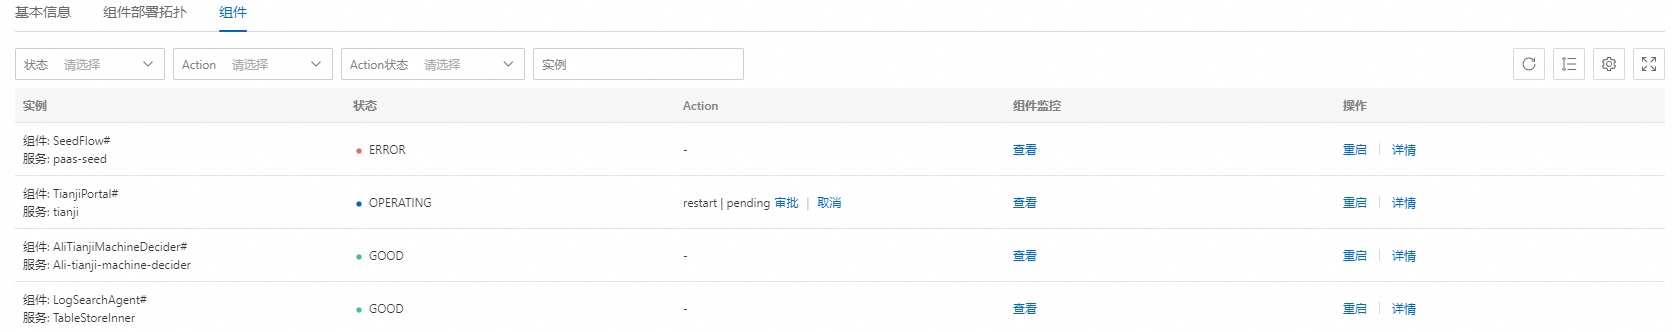 基本信息 组件部署拓扑 组件
状态 请选择 Action 请选择 Action状态 请选择 实例
实例 状态 Action 组件监控 操作
组件: SeedFlow#
服务: paas-seed
ERROR - 查看 重启 | 详情
组件: TianjiPortal#
服务: tianji
OPERATING restart | pending 审批 | 取消 查看 重启 | 详情
组件: AliTianjiMachineDecider#
服务: Ali-tianji-machine-decider
GOOD - 查看 重启 | 详情
组件: LogSearchAgent#
服务: TableStoreInner
GOOD - 查看 重启 | 详情